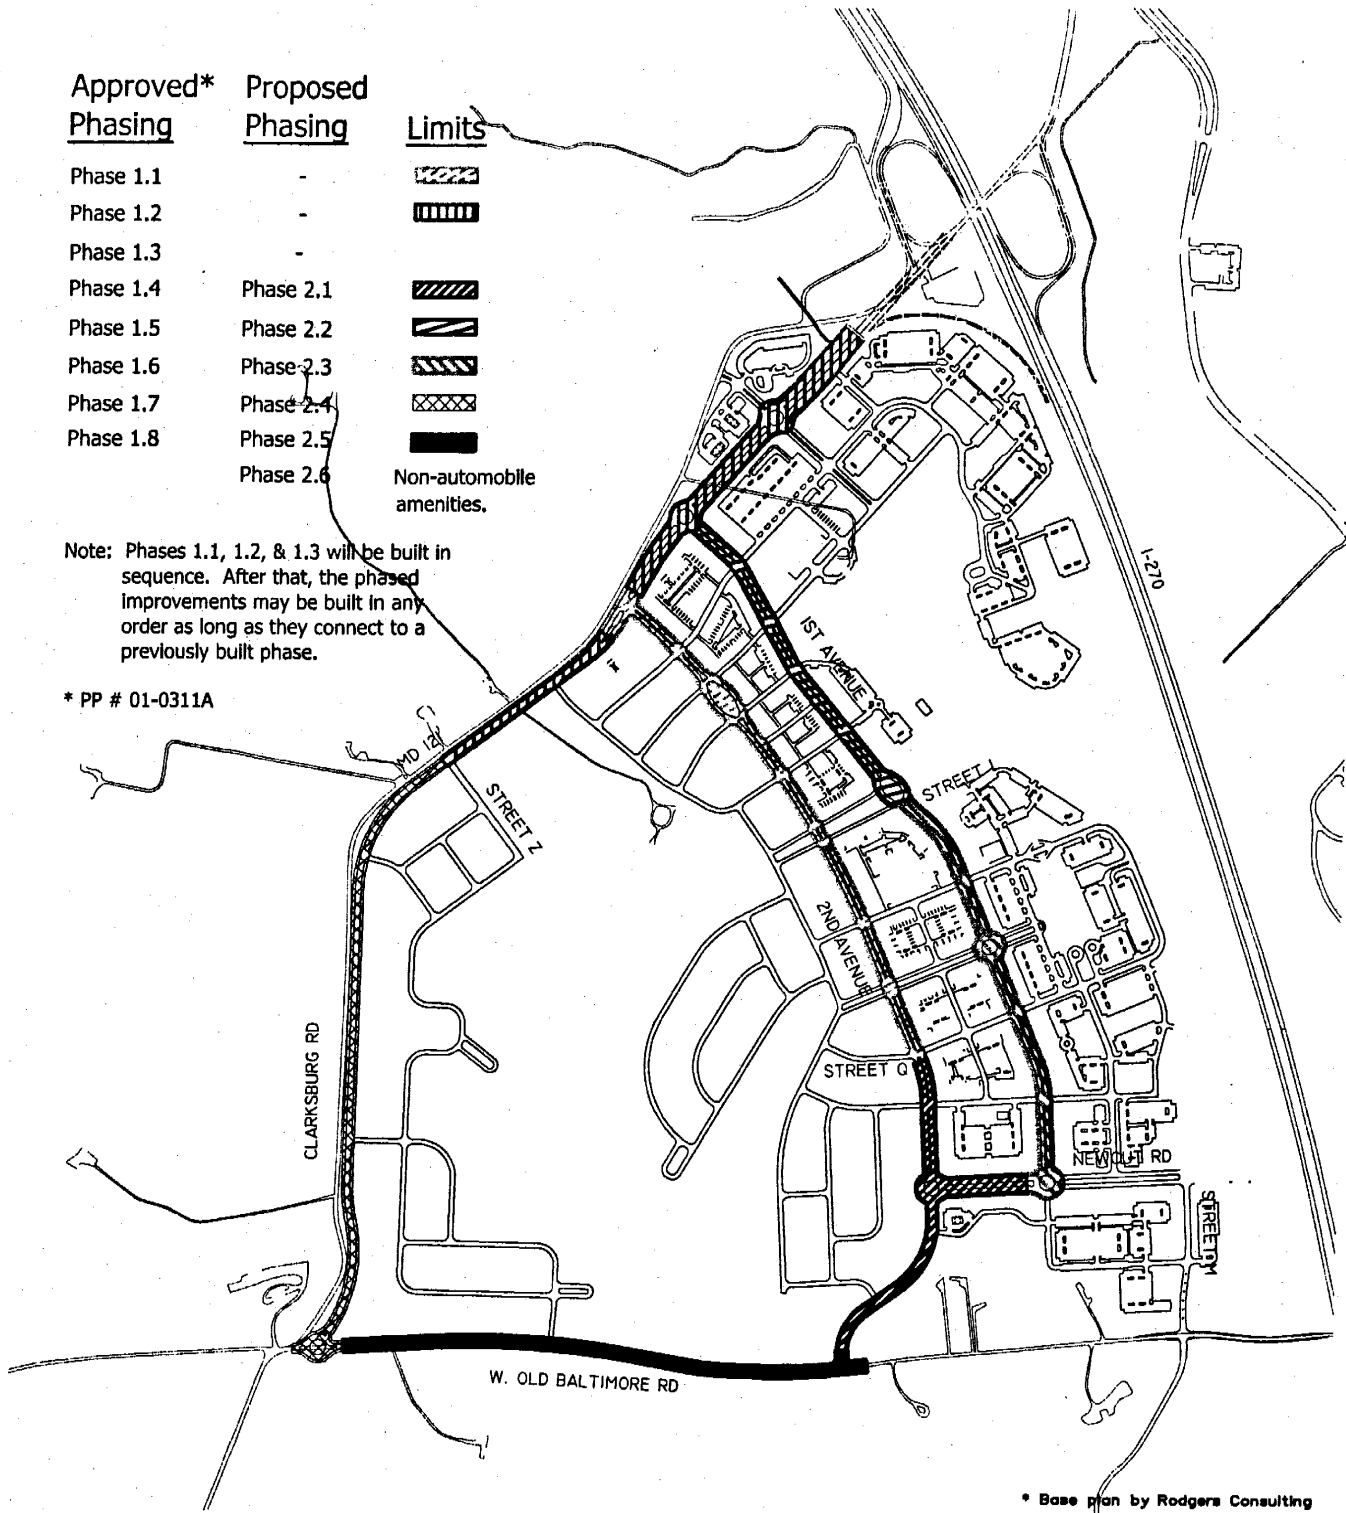 Approved* Proposed
Phasing Phasing Limits
Phase 1.1 -
Phase 1.2 -
Phase 1.3 -
Phase 1.4 Phase 2.1
Phase 1.5 Phase 2.2
Phase 1.6 Phase 2.3
Phase 1.7 Phase 2.4
Phase 1.8 Phase 2.5
Phase 2.6 Non-automobile
amenities.
Note: Phases 1.1, 1.2, & 1.3 will be built in
sequence. After that, the phased
improvements may be built in any
order as long as they connect to a
previously built phase.
* PP # 01-0311A
I-270
1ST AVENUE
MD 121
STREET Z
STREET L
2ND AVENUE
CLARKSBURG RD
STREET Q
NEWCUT RD
STREET M
W. OLD BALTIMORE RD
* Base plan by Rodgers Consulting